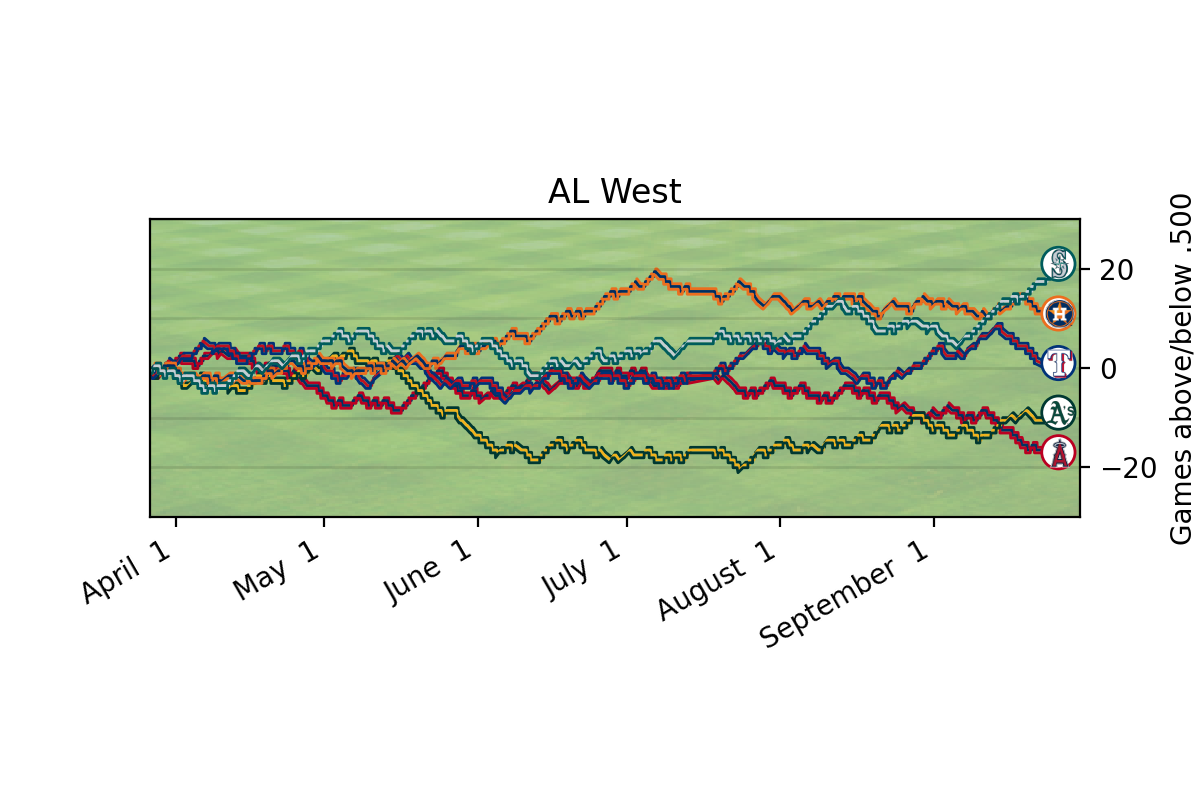 AL West
Games above/below .500
20
0
−20
S
H
T
A's
A
April 1
May 1
June 1
July 1
August 1
September 1